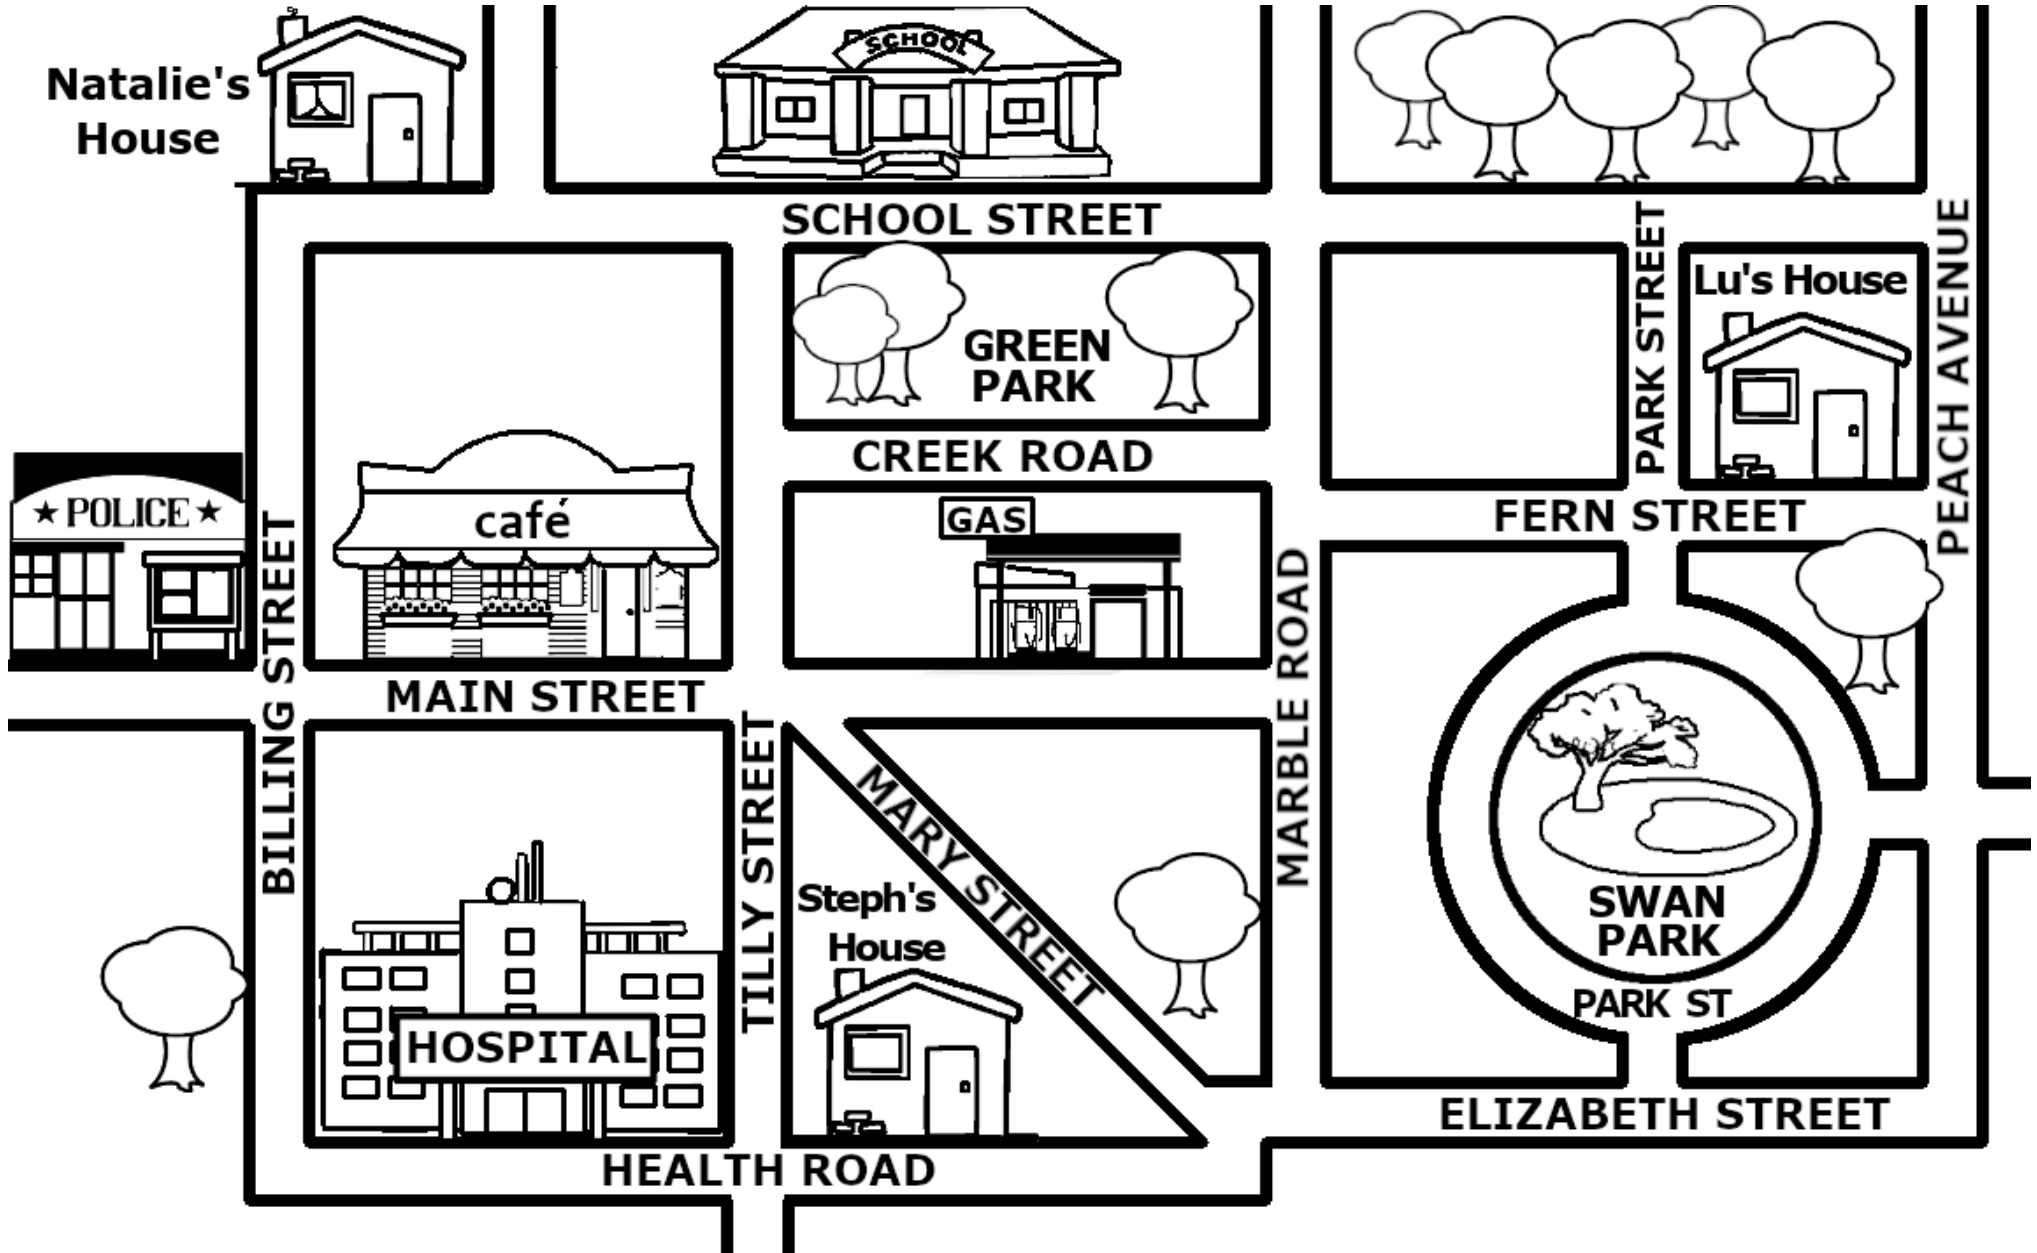 SCHOOL
Natalie's
House
SCHOOL STREET
PARK STREET
PEACH AVENUE
Lu's House
GREEN
PARK
CREEK ROAD
★ POLICE ★
café
GAS
FERN STREET
BILLING STREET
MAIN STREET
MARBLE ROAD
TILLY STREET
MARY STREET
Steph's
House
SWAN
PARK
PARK ST
HOSPITAL
ELIZABETH STREET
HEALTH ROAD